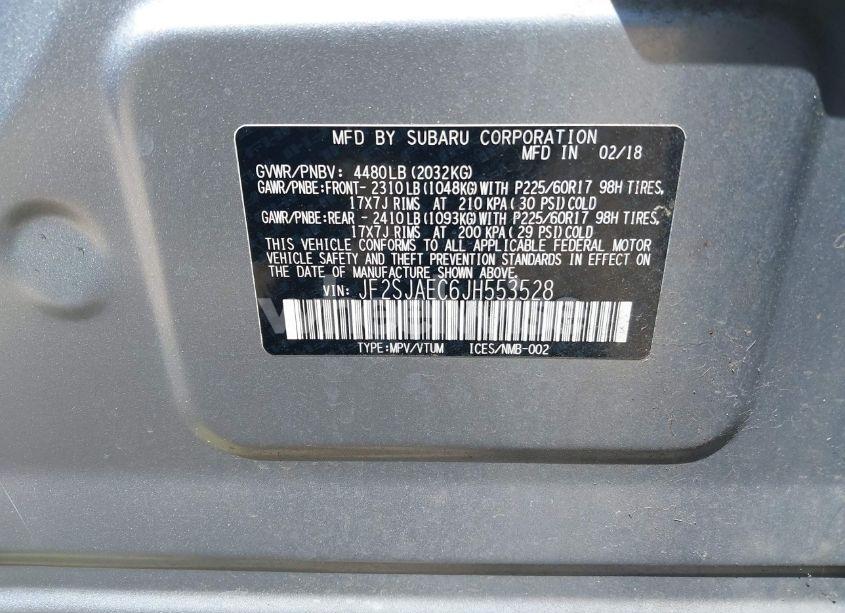 MFD BY SUBARU CORPORATION
MFD IN 02/18
GVWR/PNBV: 4480LB(2032KG)
GAWR/PNBE:FRONT- 2310LB(1048KG)WITH P225/60R17 98H TIRES,
17X7J RIMS AT 210 KPA(30 PSI)COLD
GAWR/PNBE:REAR - 2410LB(1093KG)WITH P225/60R17 98H TIRES,
17X7J RIMS AT 200 KPA(29 PSI)COLD
THIS VEHICLE CONFORMS TO ALL APPLICABLE FEDERAL MOTOR
VEHICLE SAFETY AND THEFT PREVENTION STANDARDS IN EFFECT
ON THE DATE OF MANUFACTURE SHOWN ABOVE.
VIN: JF2SJAEC6JH553528
TYPE:MPV/VTUM ICES/NMB-002